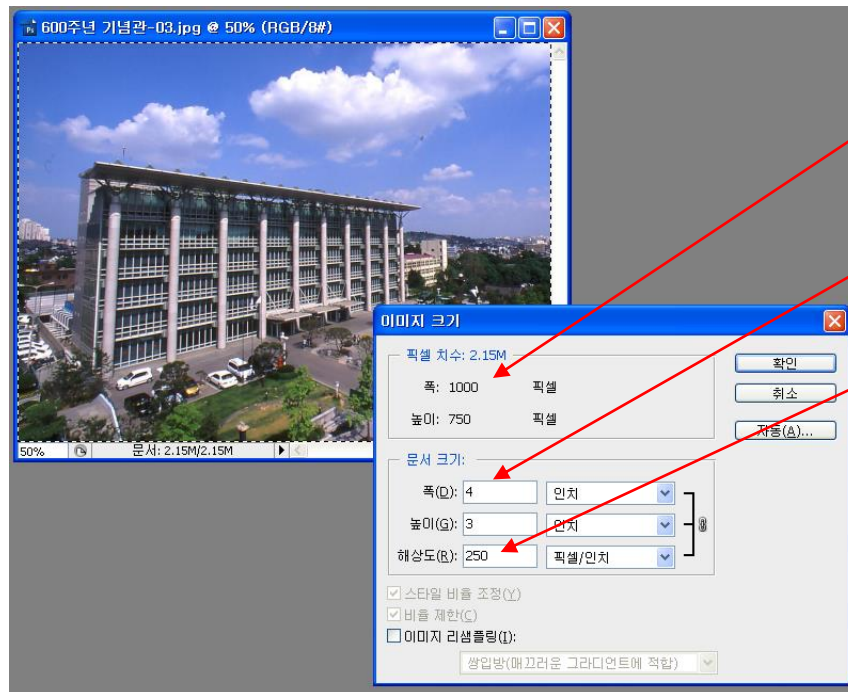 600주년 기념관-03.jpg @ 50% (RGB/8#)
50% 문서: 2.15M/2.15M
이미지 크기
픽셀 치수: 2.15M
폭: 1000 픽셀
높이: 750 픽셀
확인
취소
자동(A)...
문서 크기:
폭(D): 4 인치
높이(G): 3 인치
해상도(R): 250 픽셀/인치
스타일 비율 조정(Y)
비율 제한(C)
이미지 리샘플링(I):
쌍입방(매끄러운 그라디언트에 적합)